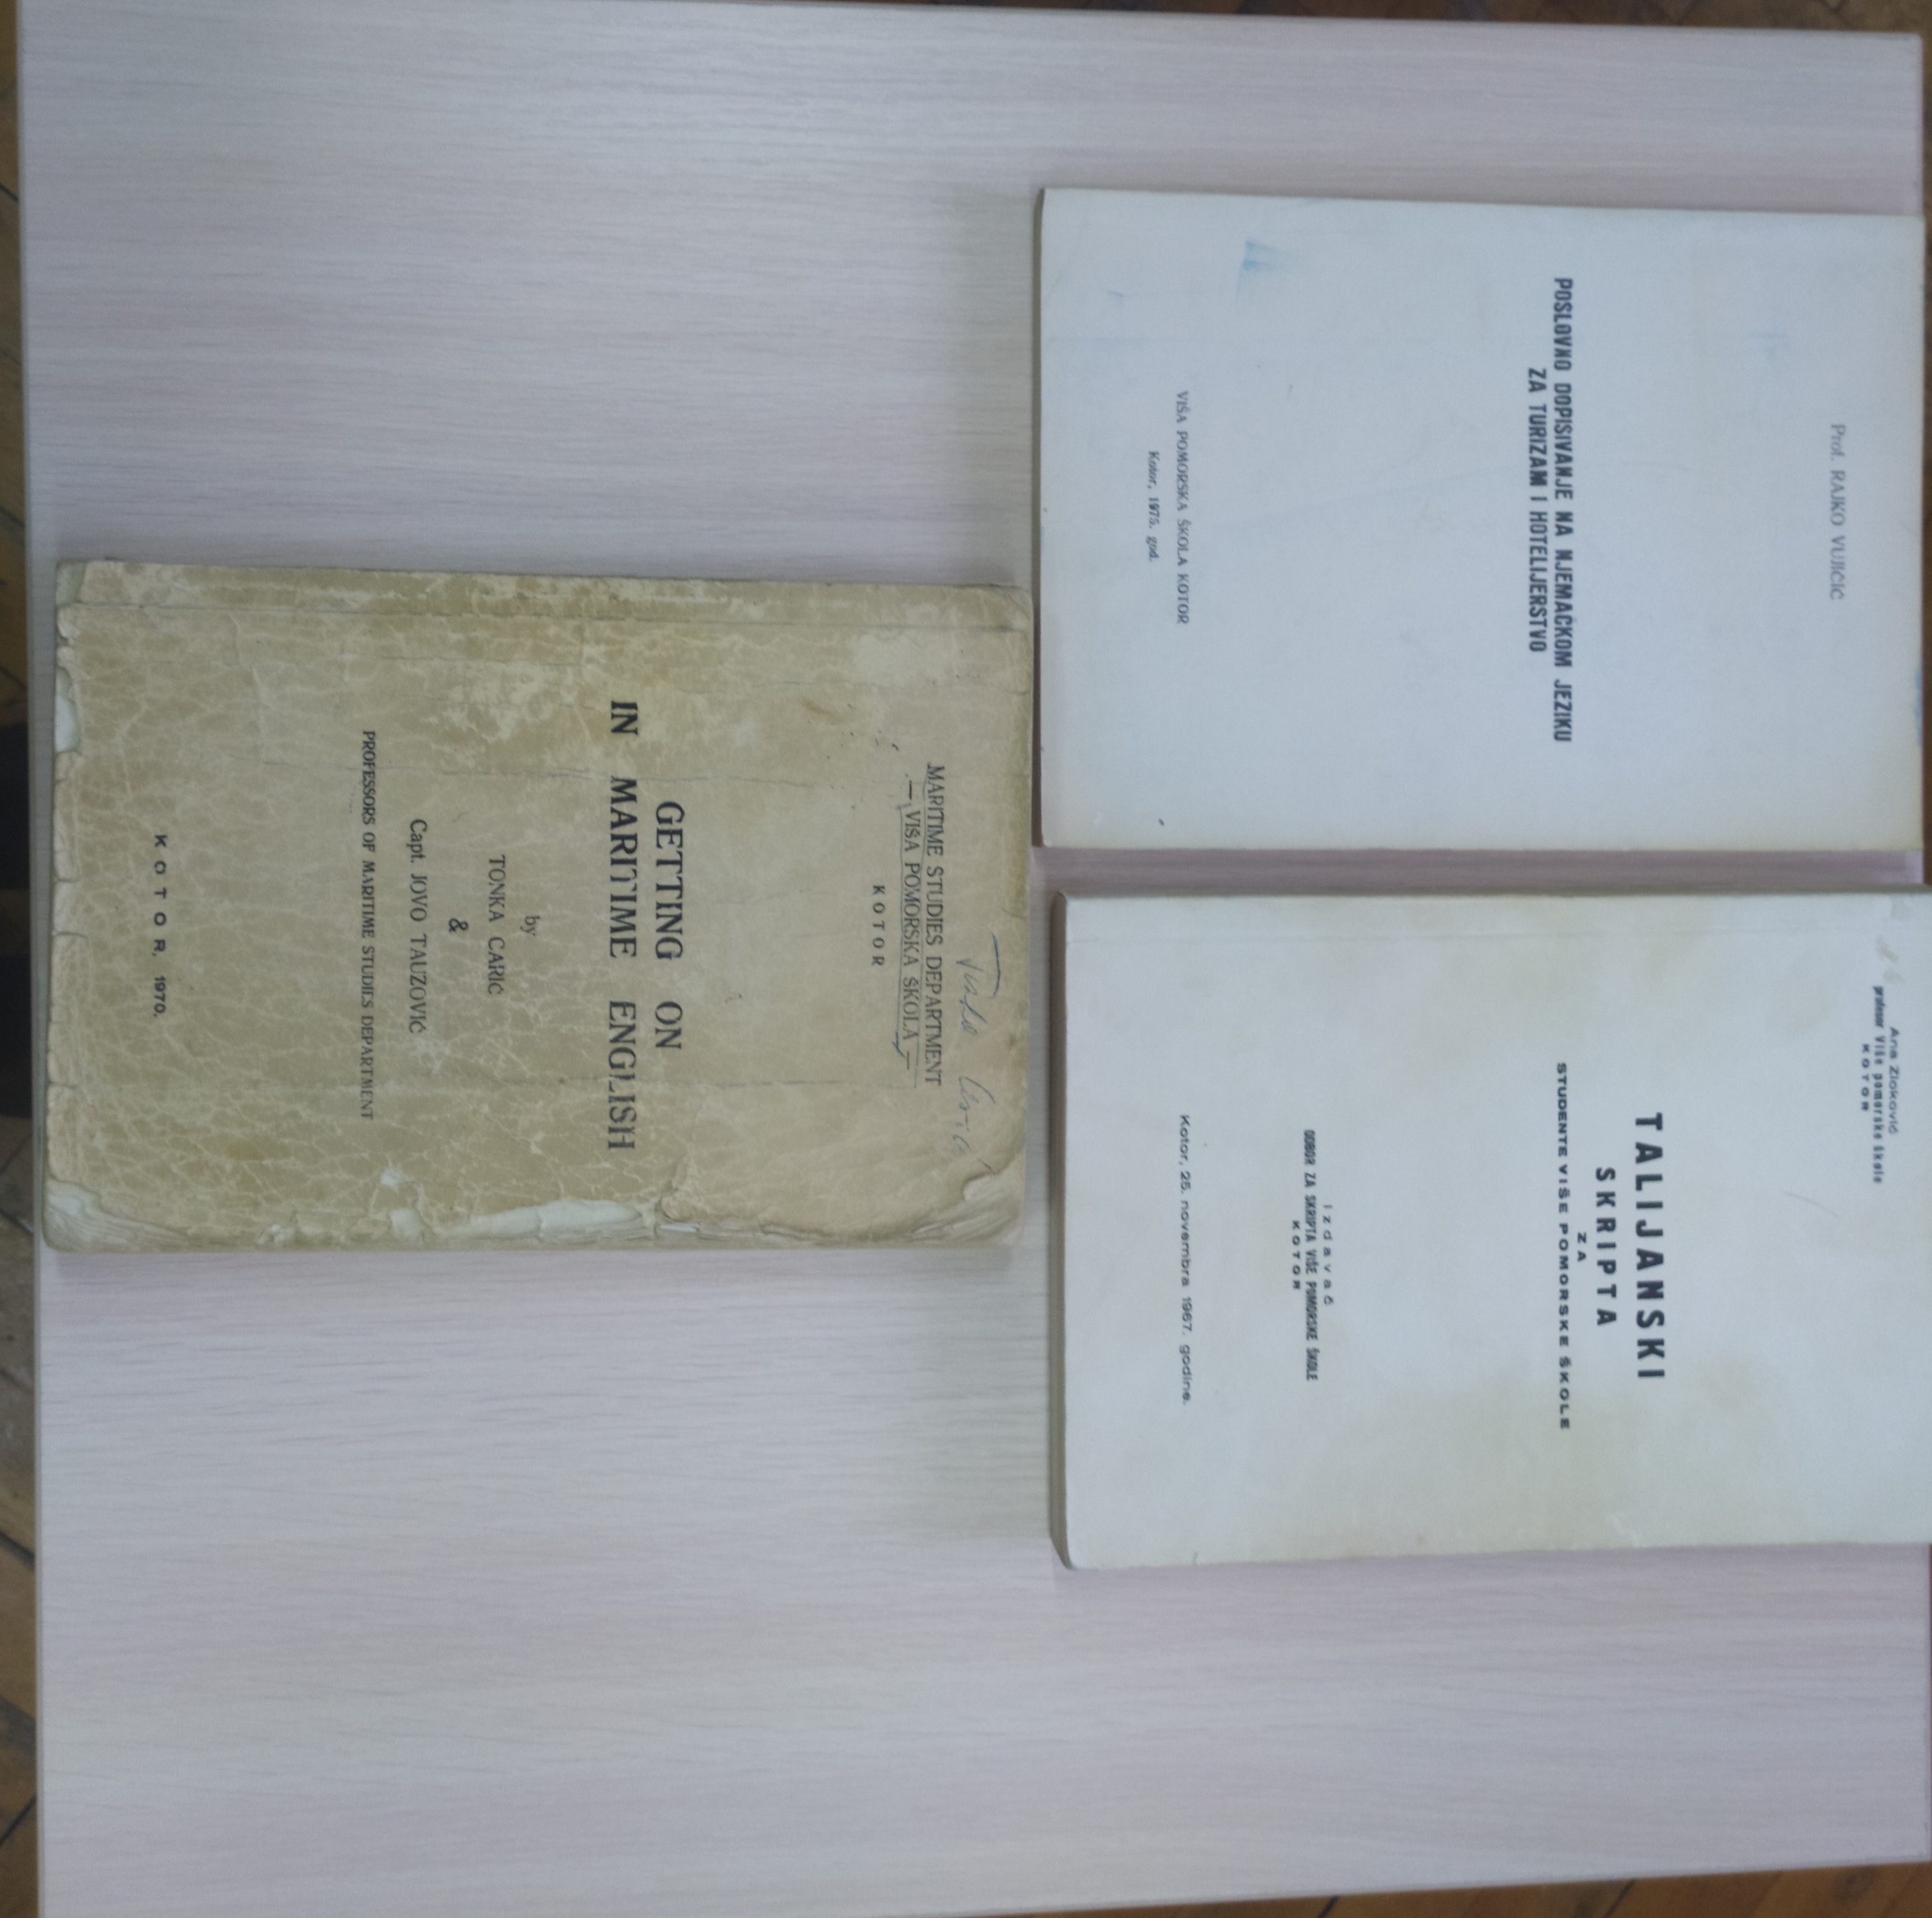 Prof. RAJKO VUJIČIĆ
POSLOVNO DOPISIVANJE NA NJEMAČKOM JEZIKU
ZA TURIZAM I HOTELIJERSTVO
VIŠA POMORSKA ŠKOLA KOTOR
Kotor, 1975. god.
Ana Zloković
profesor Više pomorske škole
KOTOR
TALIJANSKI
SKRIPTA
ZA
STUDENTE VIŠE POMORSKE ŠKOLE
Izdavač
ODBOR ZA SKRIPTA VIŠE POMORSKE ŠKOLE
KOTOR
Kotor, 25. novembra 1967. godine.
MARITIME STUDIES DEPARTMENT
— VIŠA POMORSKA ŠKOLA —
KOTOR
GETTING ON
IN MARITIME ENGLISH
by
TONKA CARIĆ
&
Capt. JOVO TAUZOVIĆ
PROFESSORS OF MARITIME STUDIES DEPARTMENT
KOTOR, 1970.